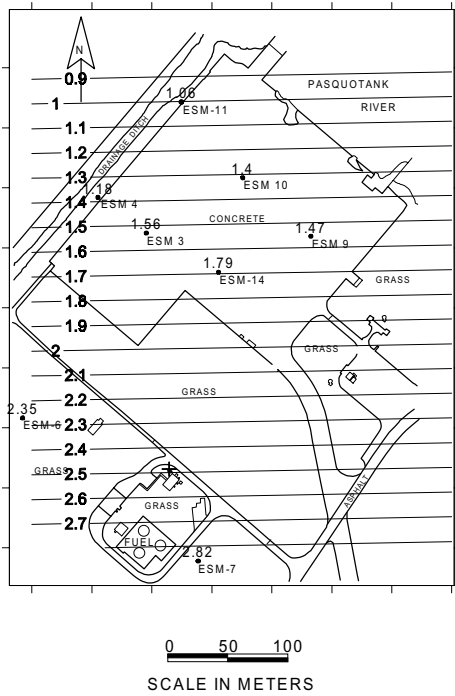 N
0.9
PASQUOTANK
1.06
1
RIVER
ESM-11
1.1
DRAINAGE DITCH
1.2
1.3
1.4
1.18
ESM 10
1.4
ESM 4
CONCRETE
1.5
1.56
1.47
ESM 3
ESM 9
1.6
1.79
1.7
ESM-14
GRASS
1.8
1.9
2
GRASS
2.1
GRASS
2.2
2.35
ESM-6
2.3
2.4
GRASS
2.5
ASPHALT
2.6
GRASS
2.7
FUEL
2.82
ESM-7
0 50 100
SCALE IN METERS